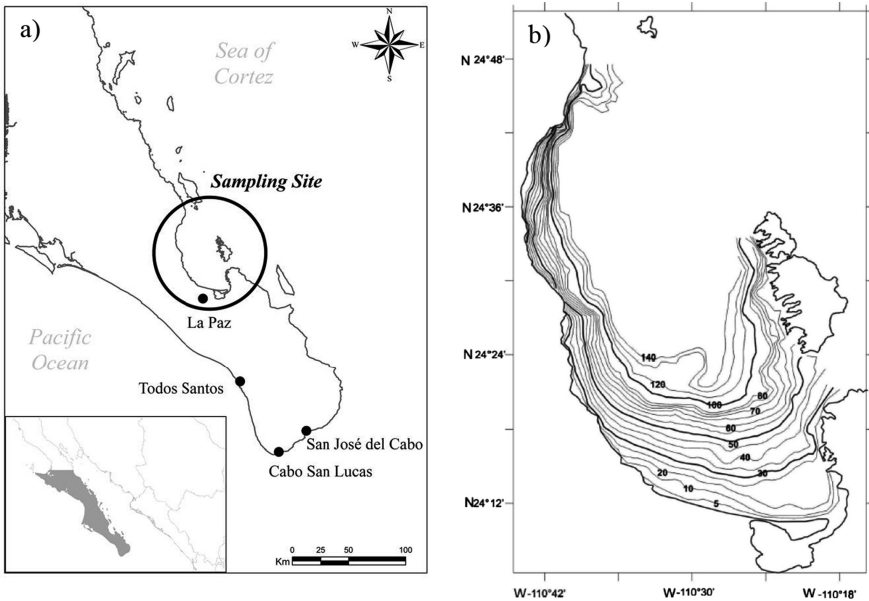 a)
N
W
E
S
Sea of
Cortez
Sampling Site
La Paz
Pacific
Ocean
Todos Santos
San José del Cabo
Cabo San Lucas
0 25 50 100
Km
b)
N 24°48'
N 24°36'
N 24°24'
N 24°12'
140
120
100
80
70
60
50
40
30
20
10
5
W -110°42'
W -110°30'
W -110°18'